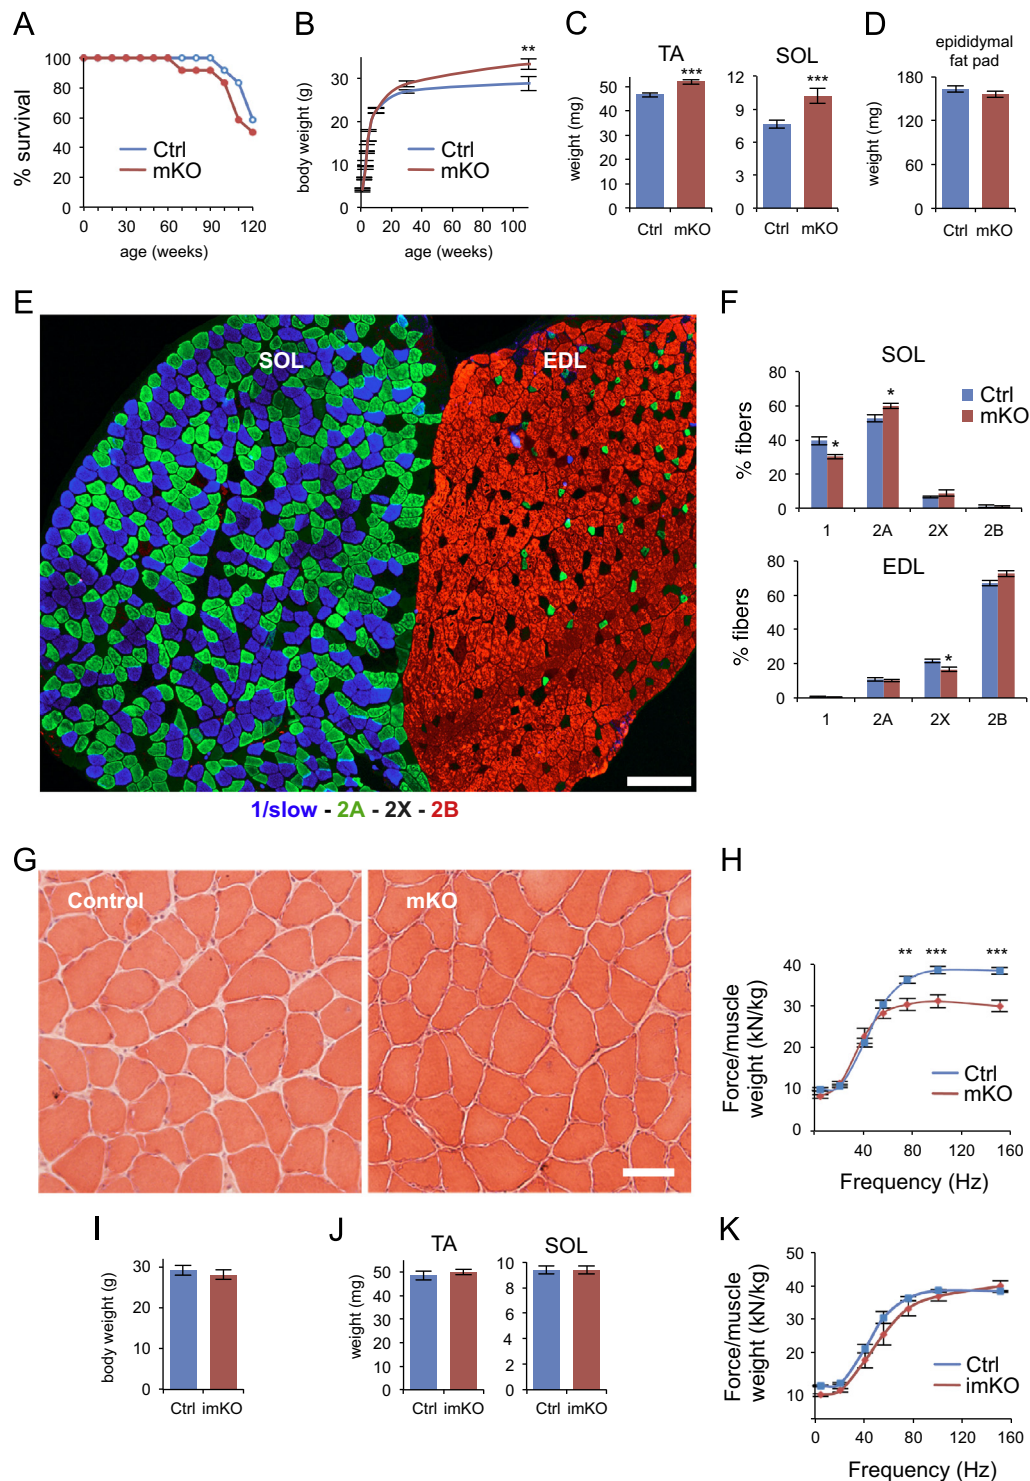 A
% survival
100
80
60
40
20
0
Ctrl
mKO
0 30 60 90 120
age (weeks)
B
body weight (g)
**
30
20
10
0
Ctrl
mKO
0 20 40 60 80 100
age (weeks)
C
TA
weight (mg)
***
50
40
30
20
10
0
Ctrl mKO
SOL
***
12
9
6
3
0
Ctrl mKO
D
epididymal
fat pad
weight (mg)
180
120
60
0
Ctrl mKO
E
SOL
EDL
1/slow - 2A - 2X - 2B
F
SOL
% fibers
80
60
40
20
0
* *
Ctrl
mKO
1 2A 2X 2B
EDL
% fibers
80
60
40
20
0
*
1 2A 2X 2B
G
Control
mKO
H
Force/muscle
weight (kN/kg)
** *** ***
40
30
20
10
0
Ctrl
mKO
0 40 80 120 160
Frequency (Hz)
I
body weight (g)
30
20
10
0
Ctrl imKO
J
TA
weight (mg)
50
40
30
20
10
0
Ctrl imKO
SOL
10
8
6
4
2
0
Ctrl imKO
K
Force/muscle
weight (kN/kg)
50
40
30
20
10
Ctrl
imKO
0 40 80 120 160
Frequency (Hz)